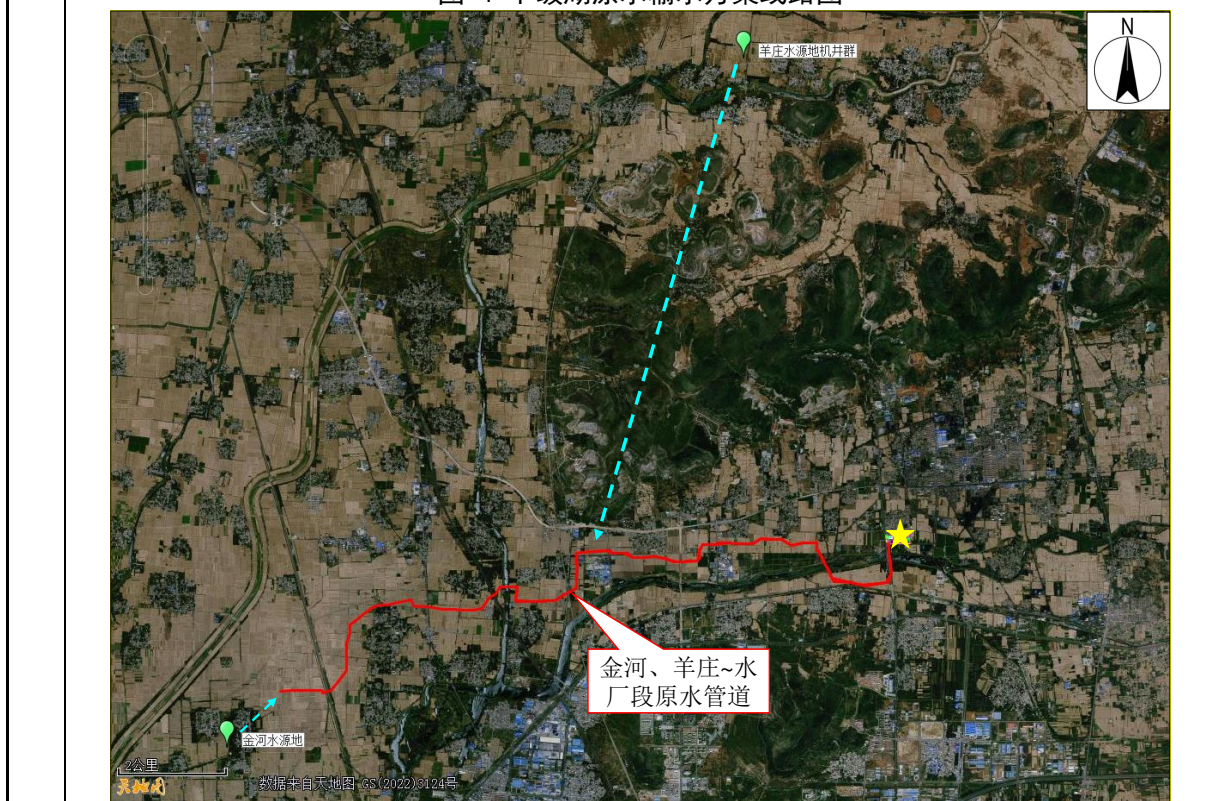 N
羊庄水源地机井群
金河、羊庄~水
厂段原水管道
金河水源地
2公里
天地图
数据来自天地图 GS(2022)3124号